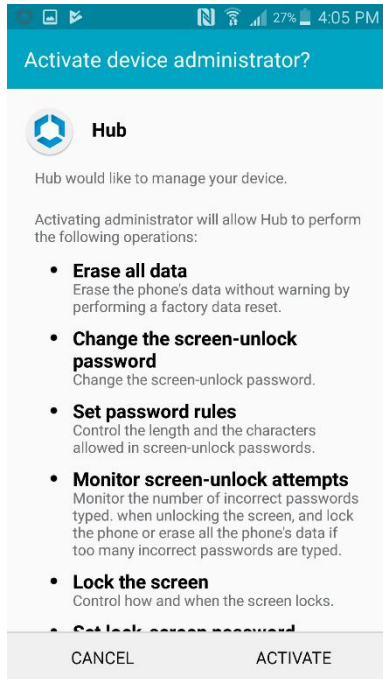 27% 4:05 PM
Activate device administrator?
Hub
Hub would like to manage your device.
Activating administrator will allow Hub to perform
the following operations:
• Erase all data
Erase the phone's data without warning by
performing a factory data reset.
• Change the screen-unlock
password
Change the screen-unlock password.
• Set password rules
Control the length and the characters
allowed in screen-unlock passwords.
• Monitor screen-unlock attempts
Monitor the number of incorrect passwords
typed. when unlocking the screen, and lock
the phone or erase all the phone's data if
too many incorrect passwords are typed.
• Lock the screen
Control how and when the screen locks.
• Set lock-screen password
CANCEL ACTIVATE